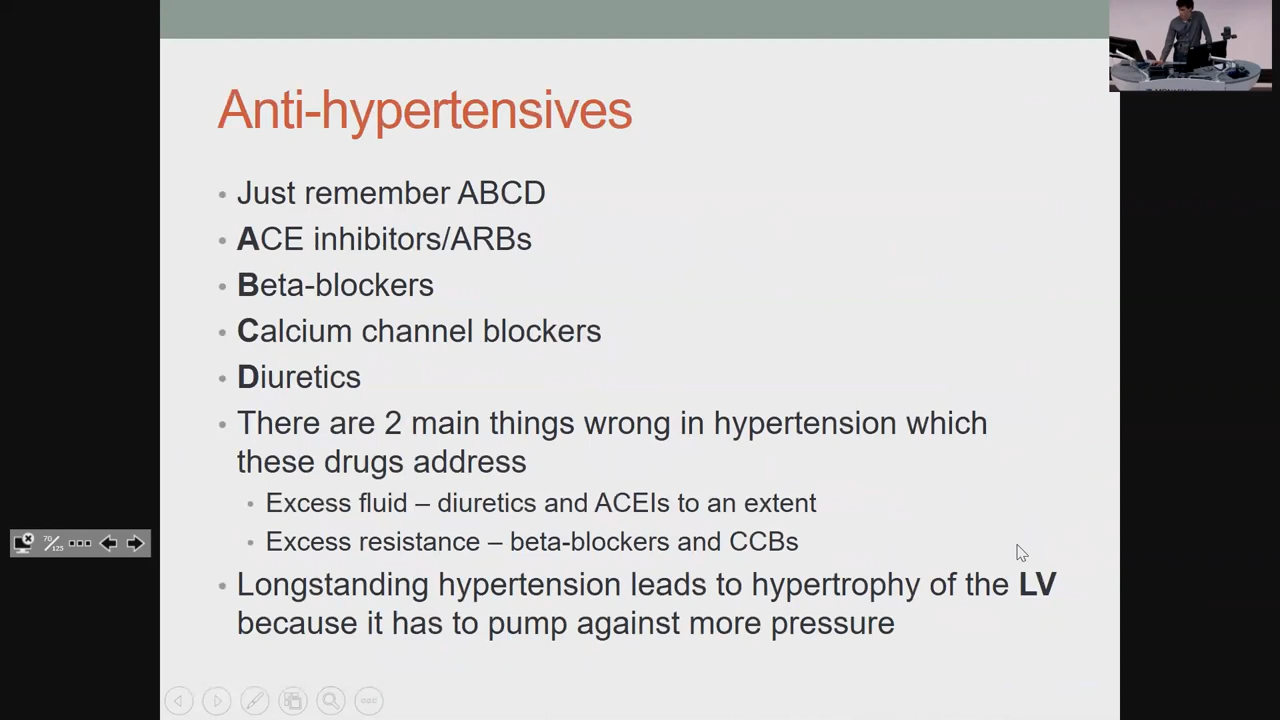 Anti-hypertensives
• Just remember ABCD
• ACE inhibitors/ARBs
• Beta-blockers
• Calcium channel blockers
• Diuretics
• There are 2 main things wrong in hypertension which
these drugs address
• Excess fluid – diuretics and ACEIs to an extent
• Excess resistance – beta-blockers and CCBs
70/125
• Longstanding hypertension leads to hypertrophy of the LV
because it has to pump against more pressure